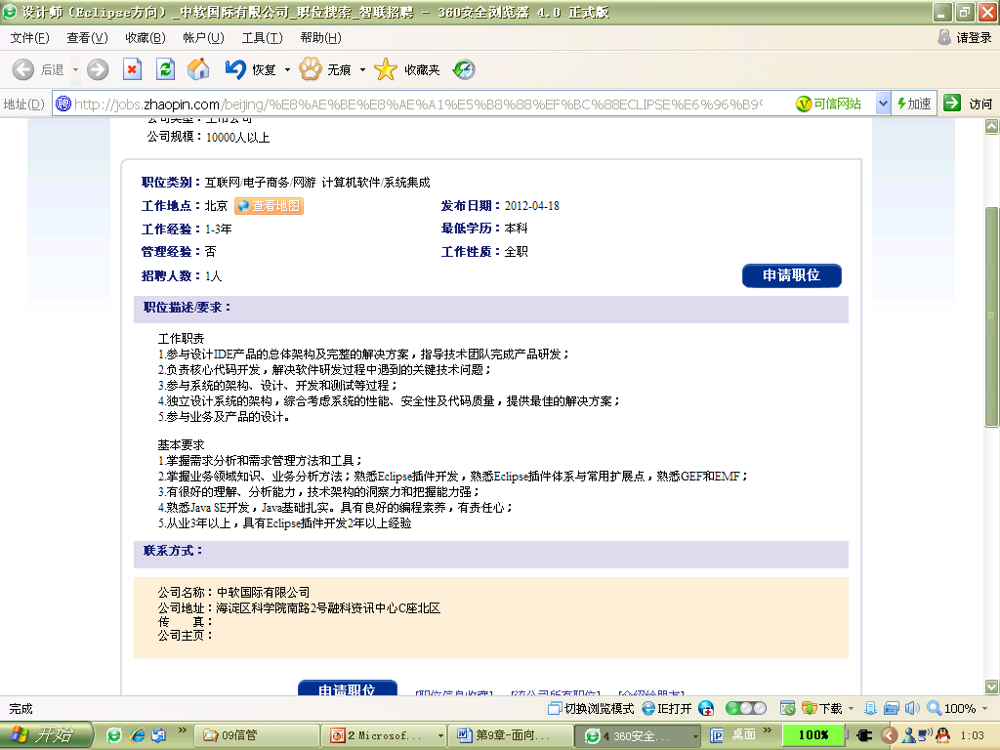 设计师（Eclipse方向）_中软国际有限公司_职位搜索_智联招聘 - 360安全浏览器 4.0 正式版
文件(F) 查看(V) 收藏(B) 帐户(U) 工具(T) 帮助(H) 请登录
后退 恢复 无痕 收藏夹
地址(D) http://jobs.zhaopin.com/beijing/%E8%AE%BE%E8%AE%A1%E5%B8%88%EF%BC%88ECLIPSE%E6%96%B9% 可信网站 加速 访问
公司类型：上市公司
公司规模：10000人以上
职位类别：互联网/电子商务/网游 计算机软件/系统集成
工作地点：北京 查看地图 发布日期：2012-04-18
工作经验：1-3年 最低学历：本科
管理经验：否 工作性质：全职
招聘人数：1人
申请职位
职位描述/要求：
工作职责
1.参与设计IDE产品的总体架构及完整的解决方案，指导技术团队完成产品研发；
2.负责核心代码开发，解决软件研发过程中遇到的关键技术问题；
3.参与系统的架构、设计、开发和测试等过程；
4.独立设计系统的架构，综合考虑系统的性能、安全性及代码质量，提供最佳的解决方案；
5.参与业务及产品的设计。
基本要求
1.掌握需求分析和需求管理方法和工具；
2.掌握业务领域知识、业务分析方法；熟悉Eclipse插件开发，熟悉Eclipse插件体系与常用扩展点，熟悉GEF和EMF；
3.有很好的理解、分析能力，技术架构的洞察力和把握能力强；
4.熟悉Java SE开发，Java基础扎实。具有良好的编程素养，有责任心；
5.从业3年以上，具有Eclipse插件开发2年以上经验
联系方式：
公司名称：中软国际有限公司
公司地址：海淀区科学院南路2号融科资讯中心C座北区
传 真：
公司主页：
申请职位 [职位信息收藏] [该公司所有职位] [介绍给朋友]
完成 切换浏览模式 IE打开 下载 100%
开始 09信管 2 Microsof... 第9章-面向... 4 360安全... 桌面 100% 1:03